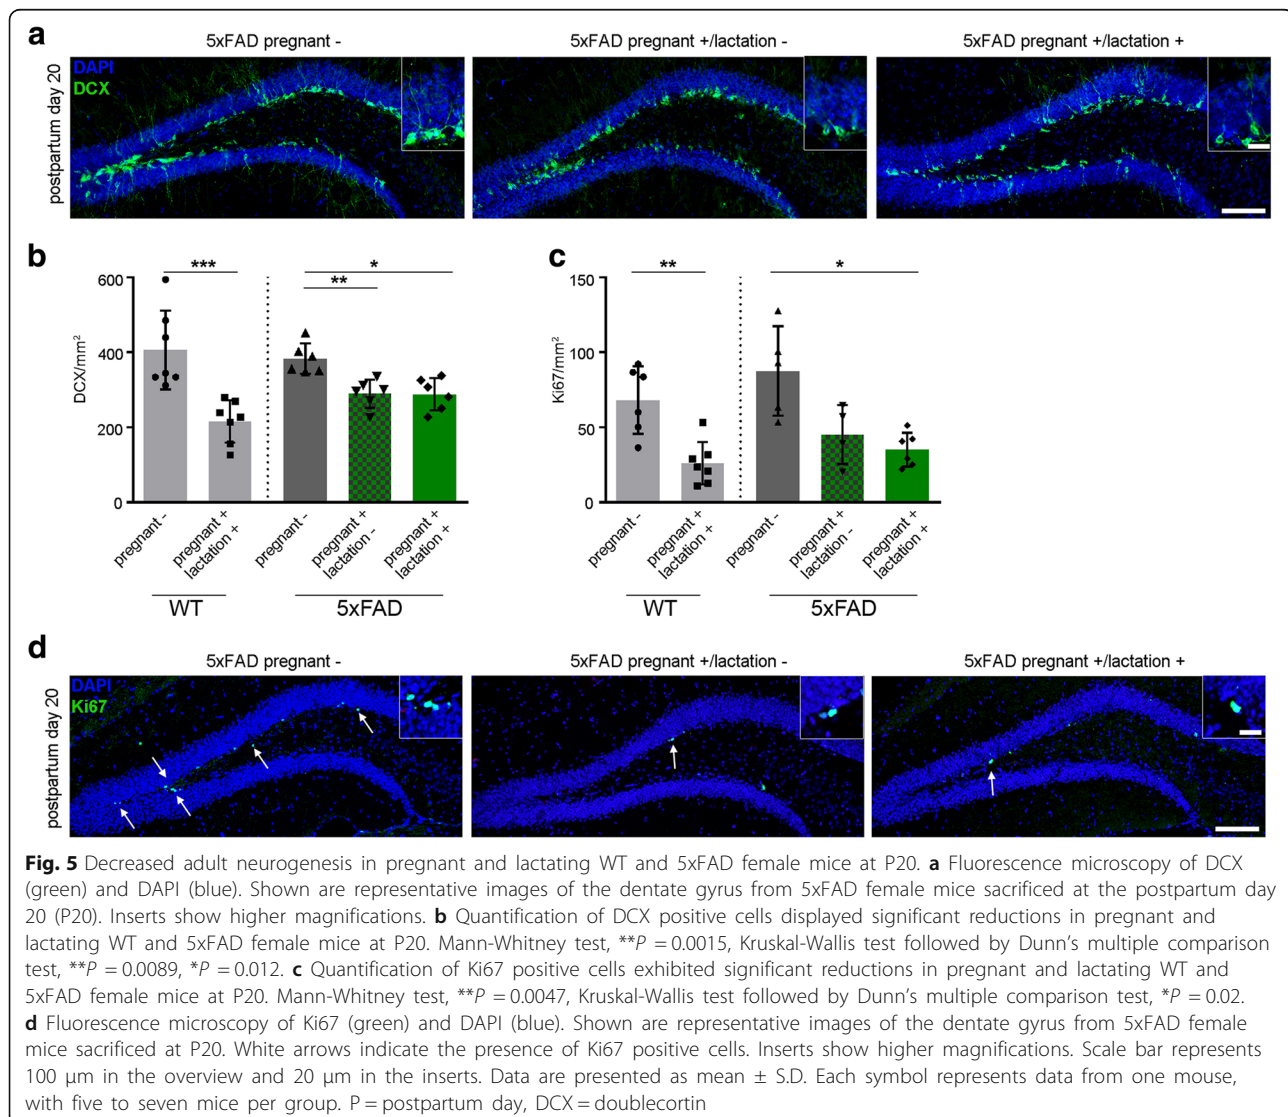 a
5xFAD pregnant -
5xFAD pregnant +/lactation -
5xFAD pregnant +/lactation +
postpartum day 20
DAPI
DCX
b
c
*** * ** ** *
DCX/mm²
600
400
200
0
pregnant -
pregnant +
lactation +
pregnant -
pregnant +
lactation -
pregnant +
lactation +
WT
5xFAD
Ki67/mm²
150
100
50
0
pregnant -
pregnant +
lactation +
pregnant -
pregnant +
lactation -
pregnant +
lactation +
WT
5xFAD
d
5xFAD pregnant -
5xFAD pregnant +/lactation -
5xFAD pregnant +/lactation +
postpartum day 20
DAPI
Ki67
Fig. 5 Decreased adult neurogenesis in pregnant and lactating WT and 5xFAD female mice at P20. a Fluorescence microscopy of DCX
(green) and DAPI (blue). Shown are representative images of the dentate gyrus from 5xFAD female mice sacrificed at the postpartum day
20 (P20). Inserts show higher magnifications. b Quantification of DCX positive cells displayed significant reductions in pregnant and
lactating WT and 5xFAD female mice at P20. Mann-Whitney test, **P = 0.0015, Kruskal-Wallis test followed by Dunn’s multiple comparison
test, **P = 0.0089, *P = 0.012. c Quantification of Ki67 positive cells exhibited significant reductions in pregnant and lactating WT and
5xFAD female mice at P20. Mann-Whitney test, **P = 0.0047, Kruskal-Wallis test followed by Dunn’s multiple comparison test, *P = 0.02.
d Fluorescence microscopy of Ki67 (green) and DAPI (blue). Shown are representative images of the dentate gyrus from 5xFAD female
mice sacrificed at P20. White arrows indicate the presence of Ki67 positive cells. Inserts show higher magnifications. Scale bar represents
100 µm in the overview and 20 µm in the inserts. Data are presented as mean ± S.D. Each symbol represents data from one mouse,
with five to seven mice per group. P = postpartum day, DCX = doublecortin